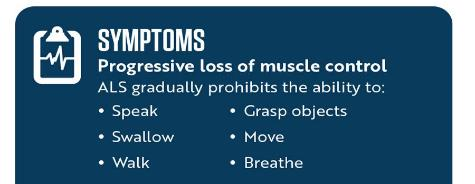 SYMPTOMS
Progressive loss of muscle control
ALS gradually prohibits the ability to:
• Speak
• Swallow
• Walk
• Grasp objects
• Move
• Breathe